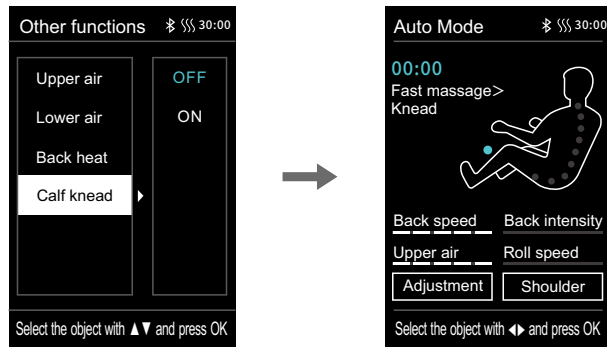 Other functions 30:00
Upper air OFF
Lower air ON
Back heat
Calf knead
Select the object with ▲▼ and press OK
Auto Mode 30:00
00:00
Fast massage>
Knead
Back speed Back intensity
Upper air Roll speed
Adjustment Shoulder
Select the object with ◀▶ and press OK